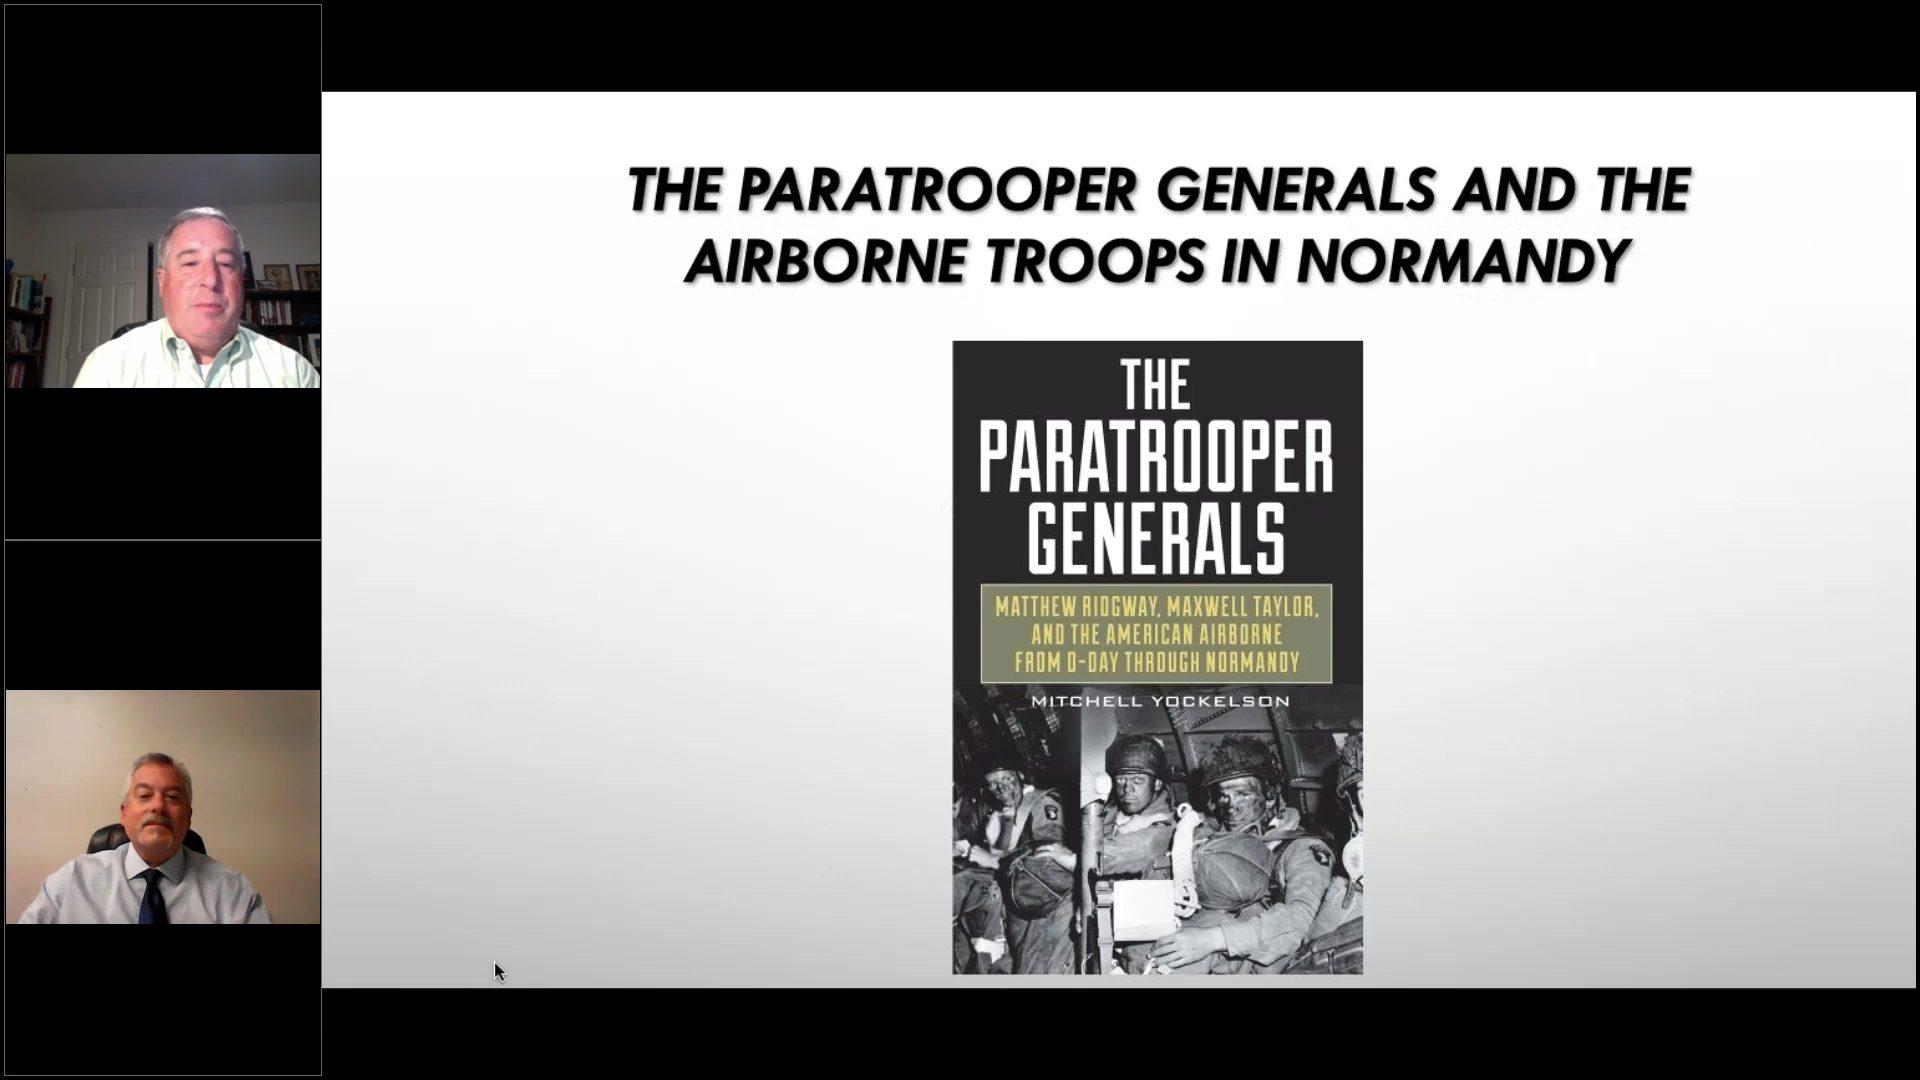 THE PARATROOPER GENERALS AND THE
AIRBORNE TROOPS IN NORMANDY
THE
PARATROOPER
GENERALS
MATTHEW RIDGWAY, MAXWELL TAYLOR,
AND THE AMERICAN AIRBORNE
FROM D-DAY THROUGH NORMANDY
MITCHELL YOCKELSON